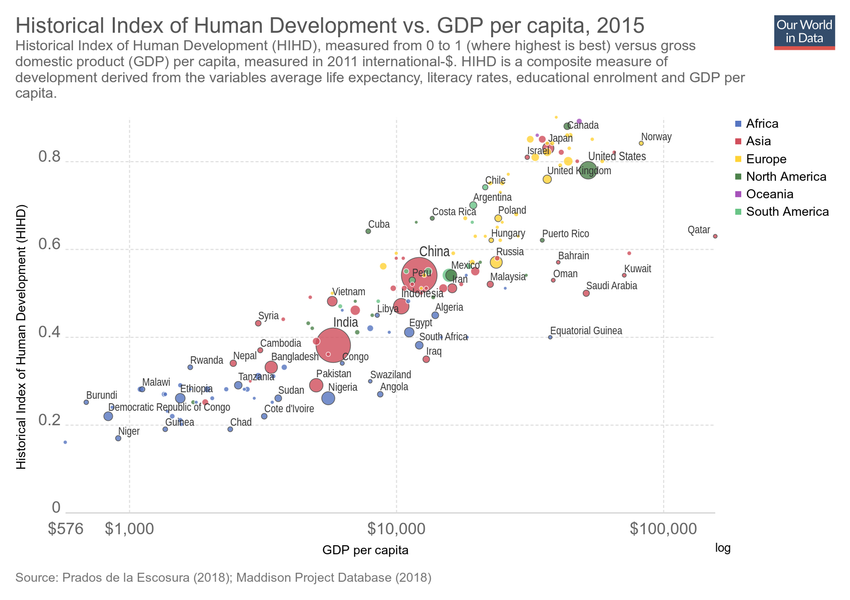 Historical Index of Human Development vs. GDP per capita, 2015
Historical Index of Human Development (HIHD), measured from 0 to 1 (where highest is best) versus gross
domestic product (GDP) per capita, measured in 2011 international-$. HIHD is a composite measure of
development derived from the variables average life expectancy, literacy rates, educational enrolment and GDP per
capita.
Our World
in Data
Historical Index of Human Development (HIHD)
0.8
0.6
0.4
0.2
0
Canada
Japan
Norway
Israel
United States
United Kingdom
Chile
Argentina
Costa Rica
Poland
Cuba
Hungary
Puerto Rico
Qatar
China
Russia
Bahrain
Peru
Mexico
Iran
Malaysia
Oman
Kuwait
Saudi Arabia
Vietnam
Indonesia
Libya
Algeria
Syria
India
Egypt
South Africa
Equatorial Guinea
Cambodia
Nepal
Bangladesh
Congo
Iraq
Rwanda
Pakistan
Swaziland
Malawi
Ethiopia
Tanzania
Sudan
Nigeria
Angola
Burundi
Democratic Republic of Congo
Cote d'Ivoire
Niger
Guinea
Chad
$576
$1,000
$10,000
$100,000
GDP per capita
log
Africa
Asia
Europe
North America
Oceania
South America
Source: Prados de la Escosura (2018); Maddison Project Database (2018)